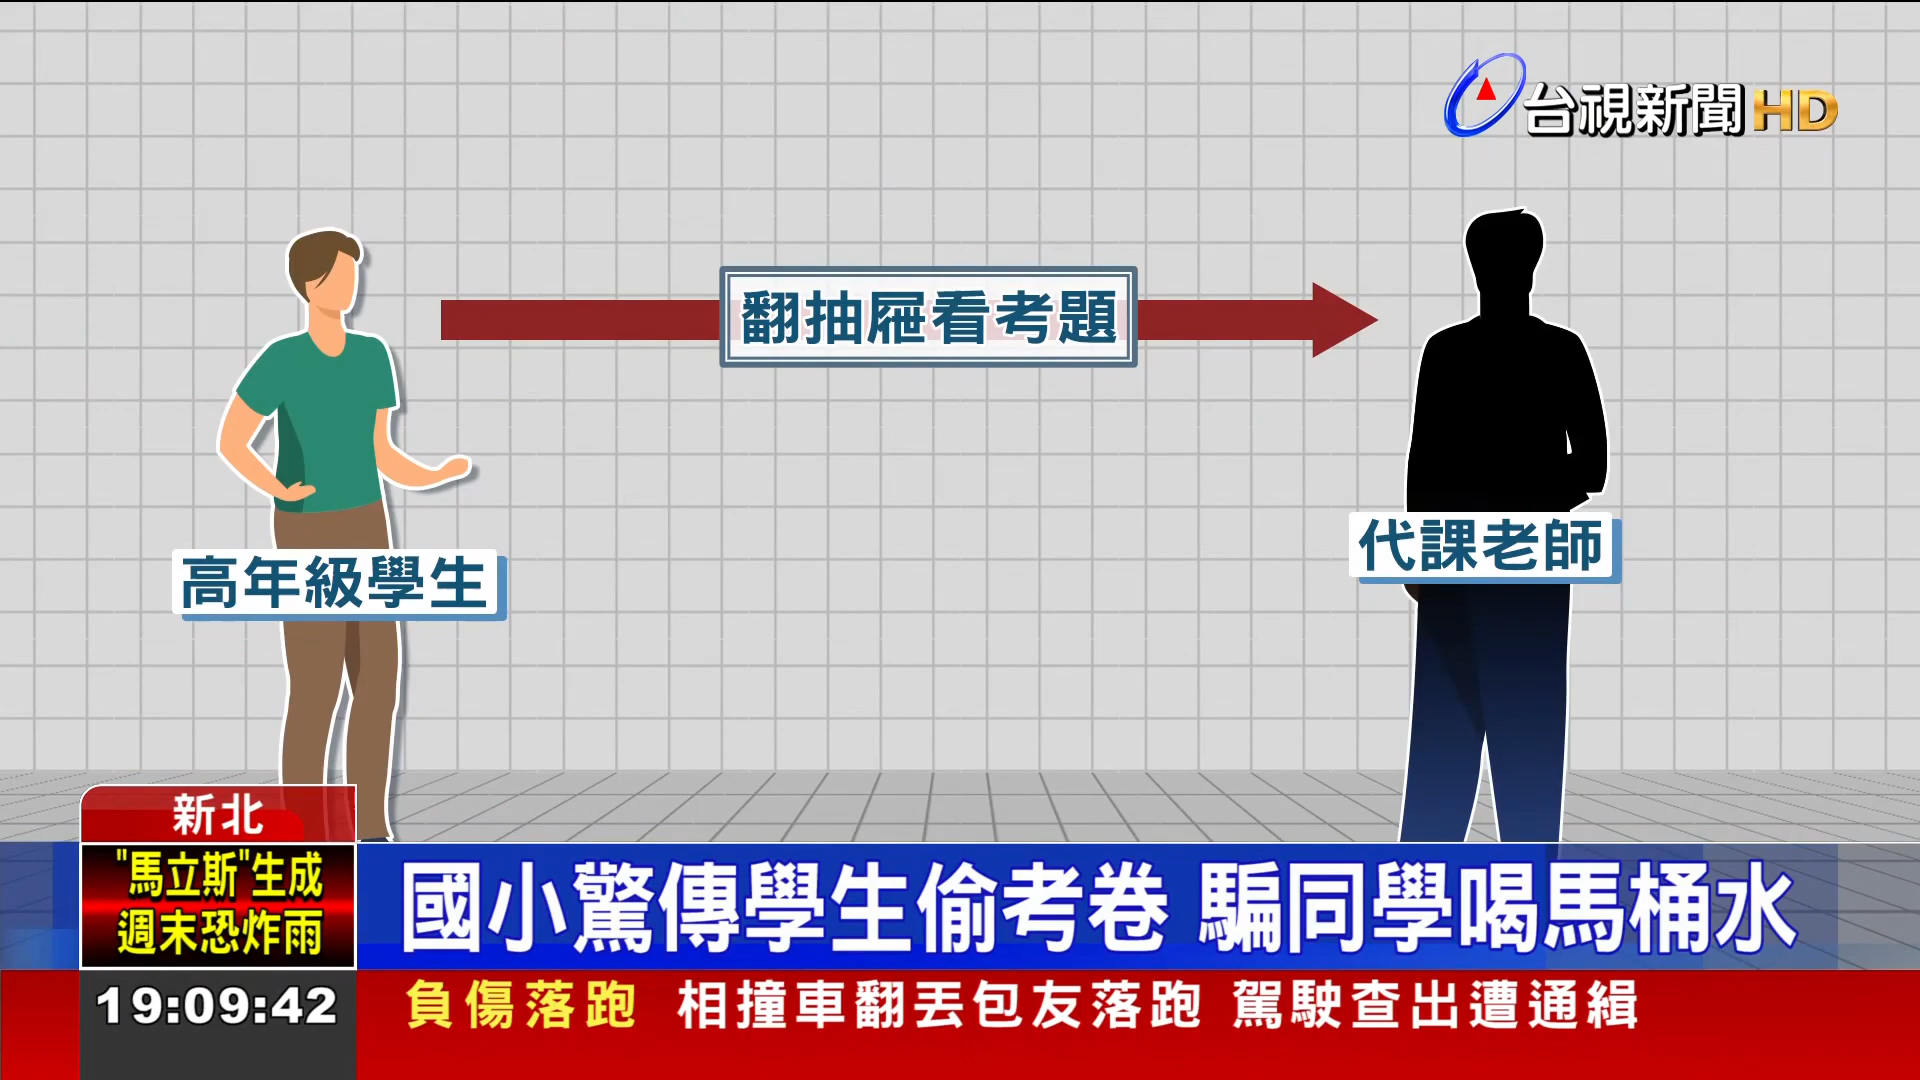 台視新聞HD
翻抽屜看考題
代課老師
高年級學生
新北
"馬立斯"生成
週末恐炸雨
國小驚傳學生偷考卷 騙同學喝馬桶水
19:09:42
負傷落跑 相撞車翻丟包友落跑 駕駛查出遭通緝